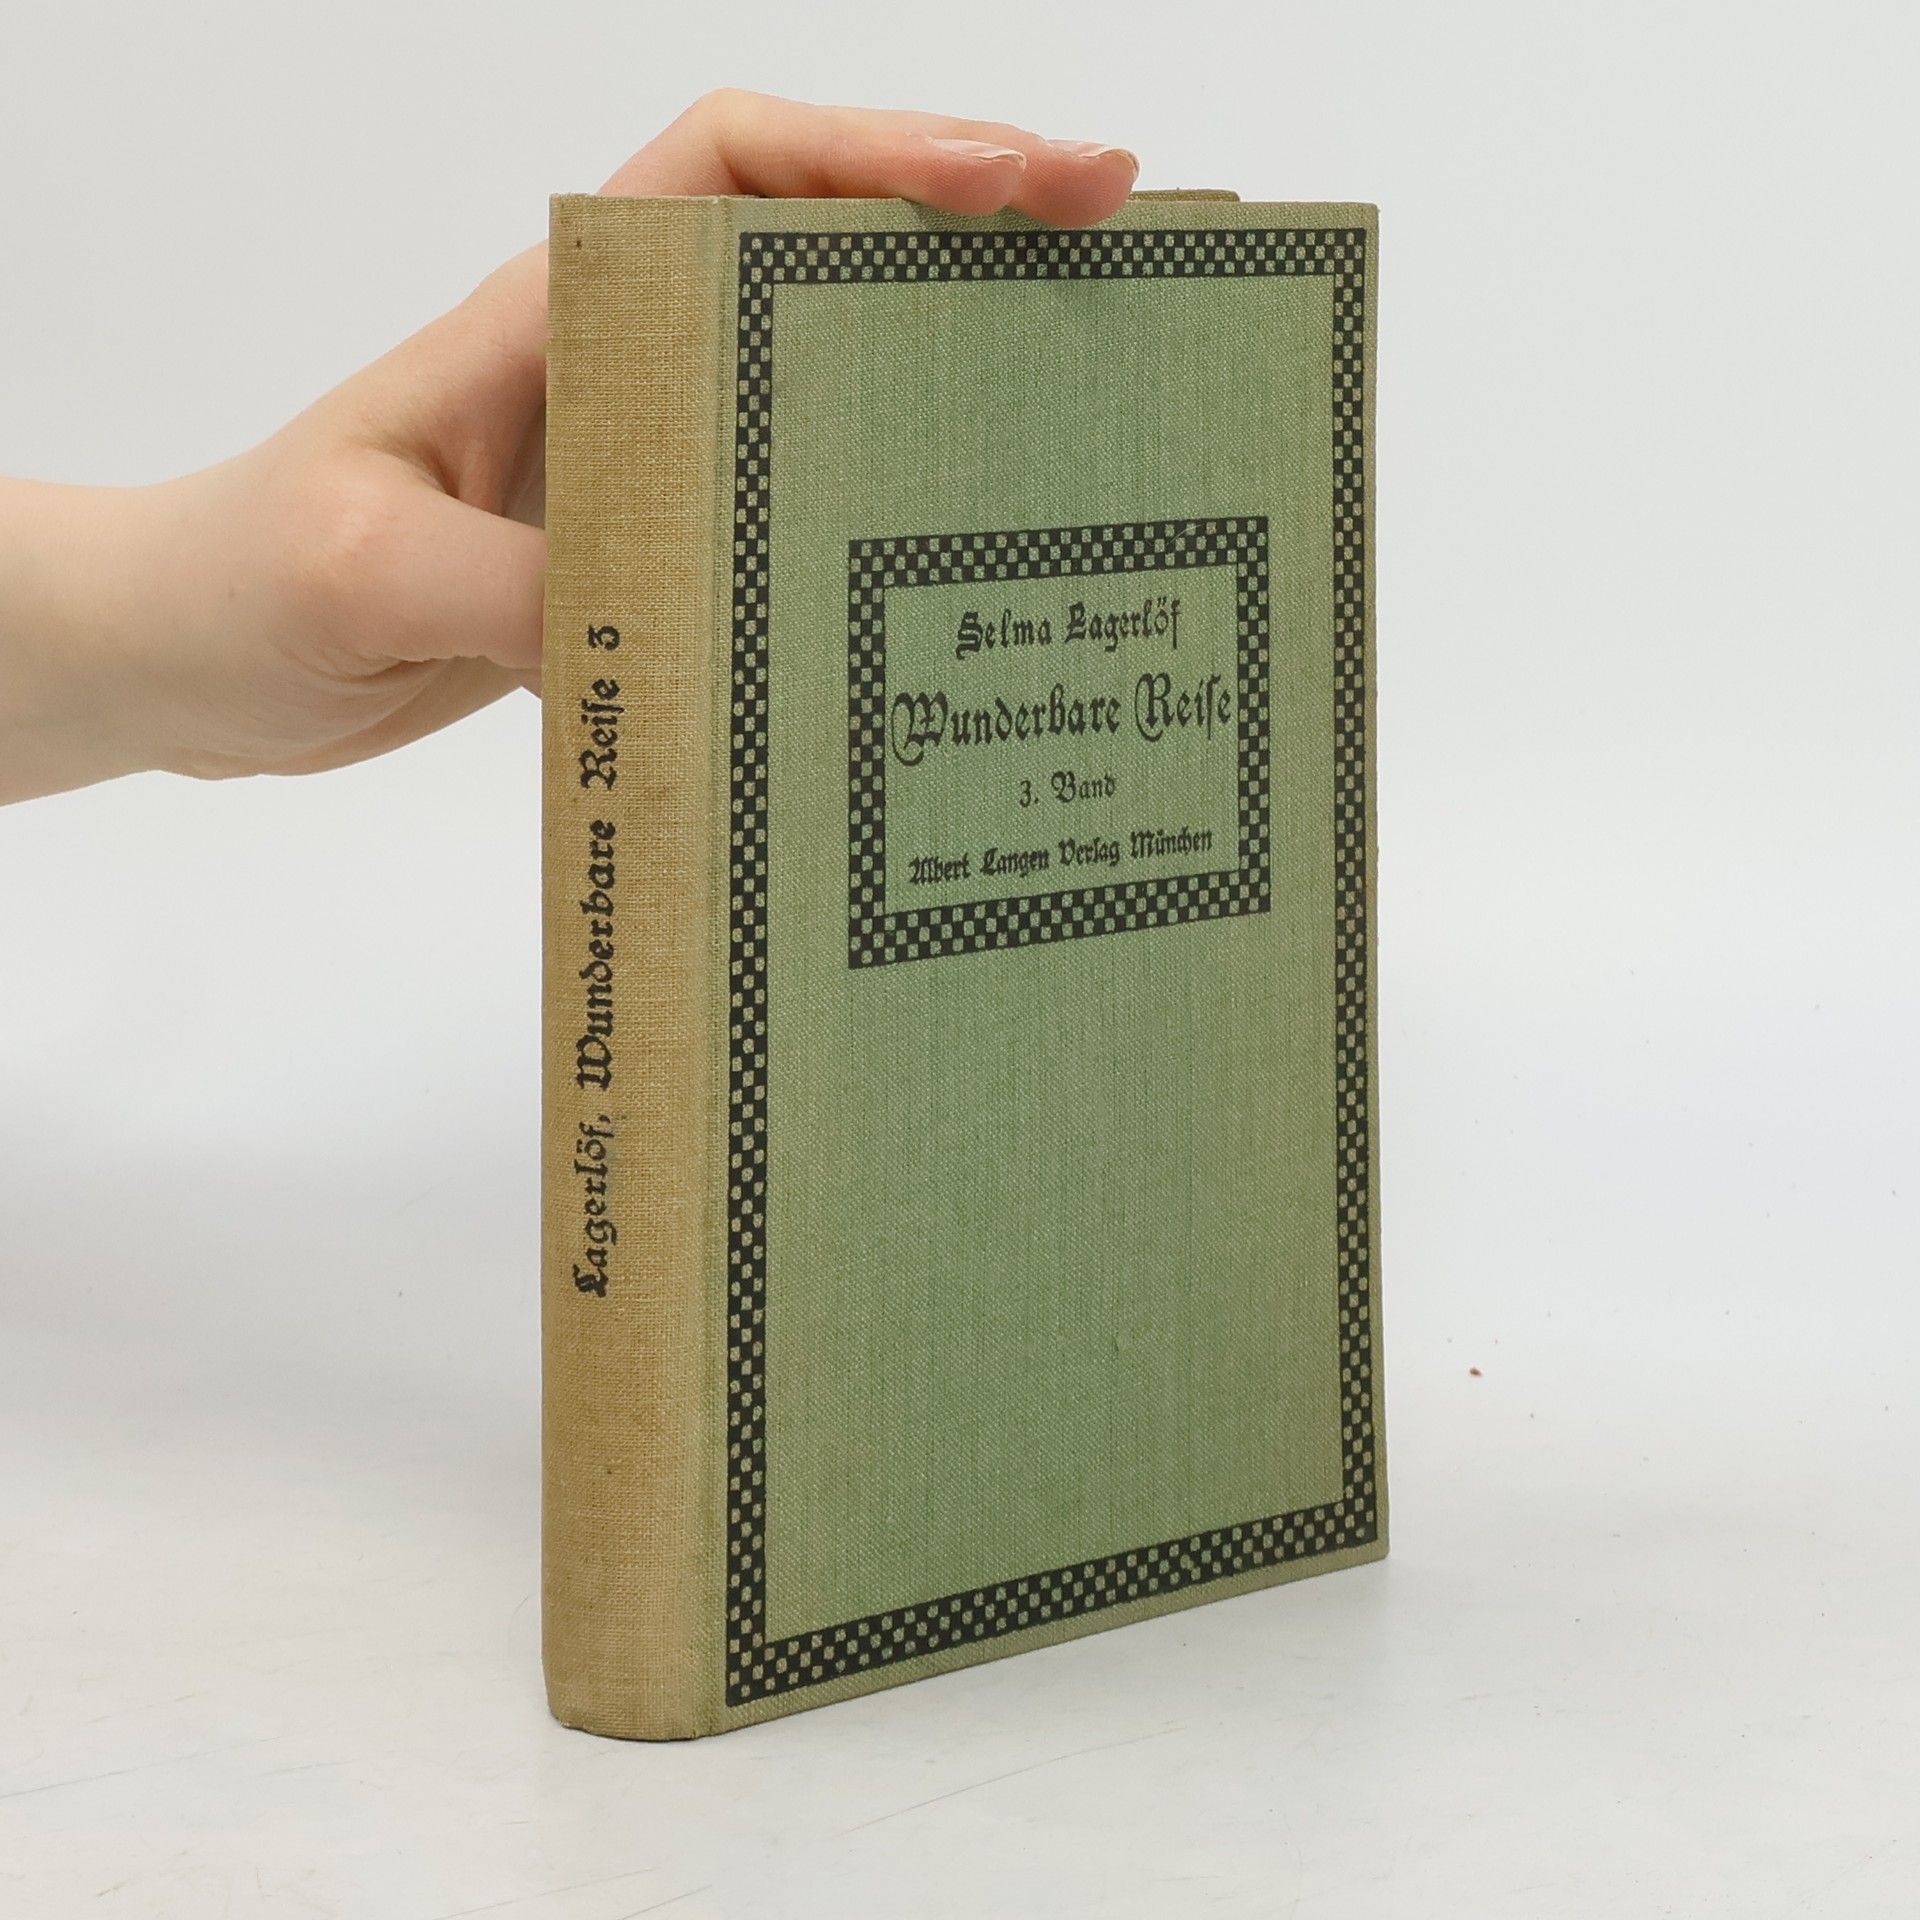 Lagerlöf, Wunderbare Reiſe 3
Selma Lagerlöf
Wunderbare Reiſe
3. Band
Albert Langen Verlag München